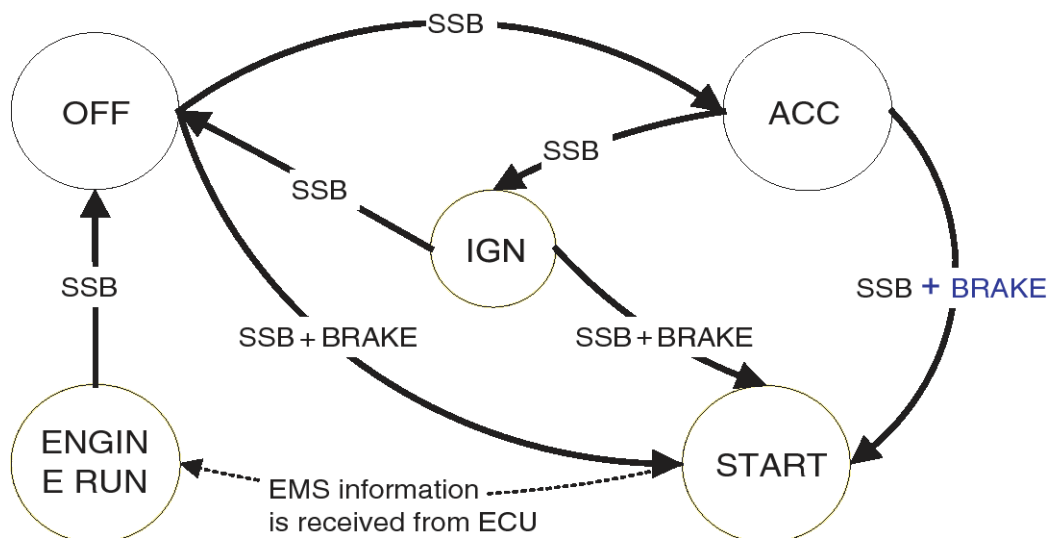 SSB
OFF
ACC
SSB
SSB
IGN
SSB
SSB + BRAKE
SSB + BRAKE
SSB + BRAKE
ENGIN
E RUN
START
EMS information
is received from ECU